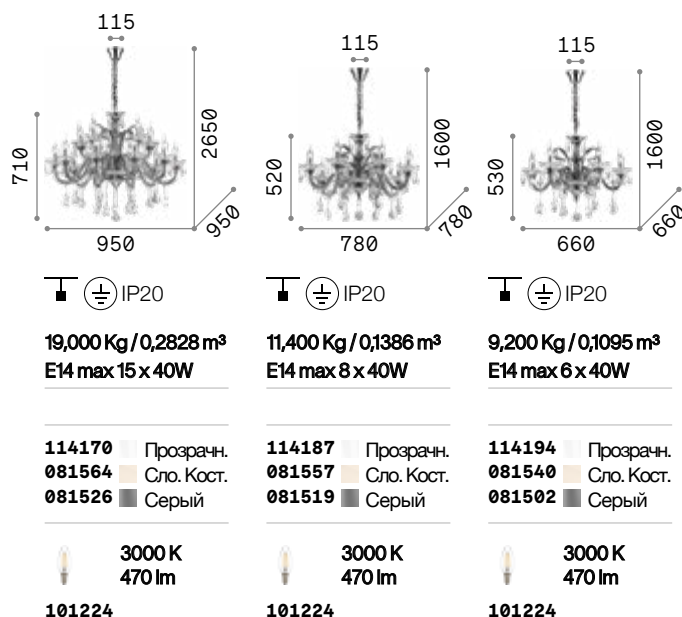 115
2650
710
950
950
IP20
19,000 Kg / 0,2828 m³
E14 max 15 x 40W
114170 Прозрачн.
081564 Сло. Кост.
081526 Серый
3000 K
470 lm
101224
115
1600
520
780
780
IP20
11,400 Kg / 0,1386 m³
E14 max 8 x 40W
114187 Прозрачн.
081557 Сло. Кост.
081519 Серый
3000 K
470 lm
101224
115
1600
530
660
660
IP20
9,200 Kg / 0,1095 m³
E14 max 6 x 40W
114194 Прозрачн.
081540 Сло. Кост.
081502 Серый
3000 K
470 lm
101224